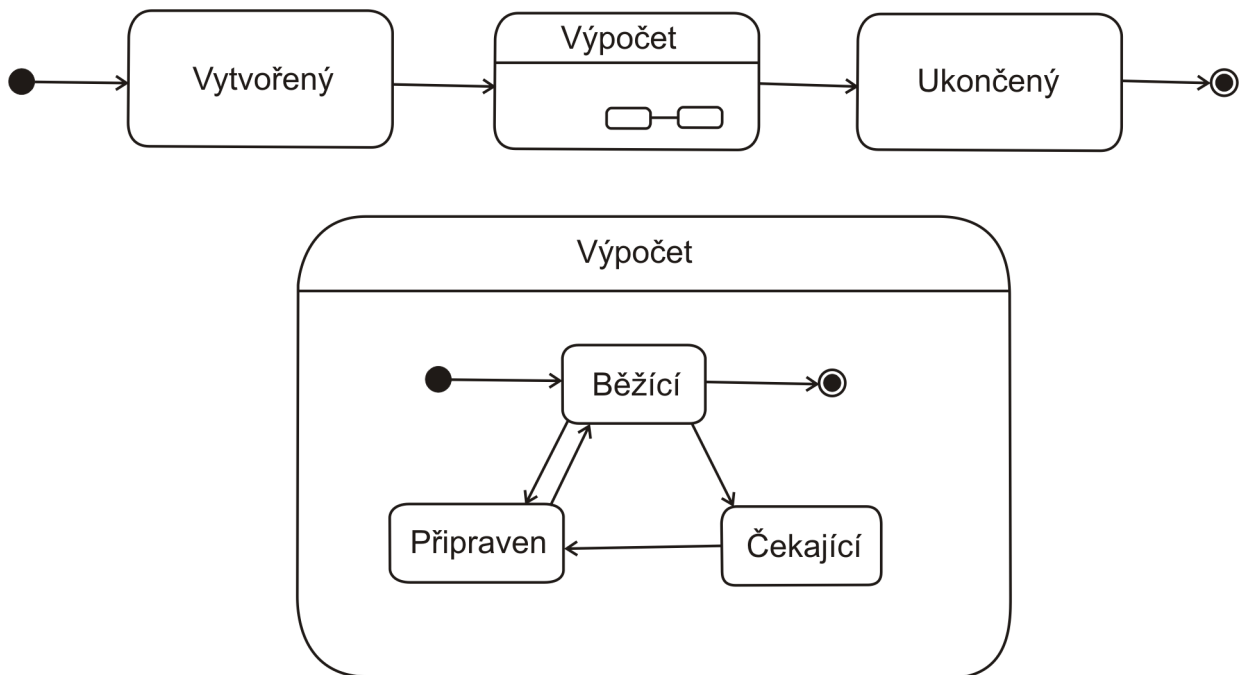 Vytvořený
Výpočet
Ukončený
Výpočet
Běžící
Připraven
Čekající